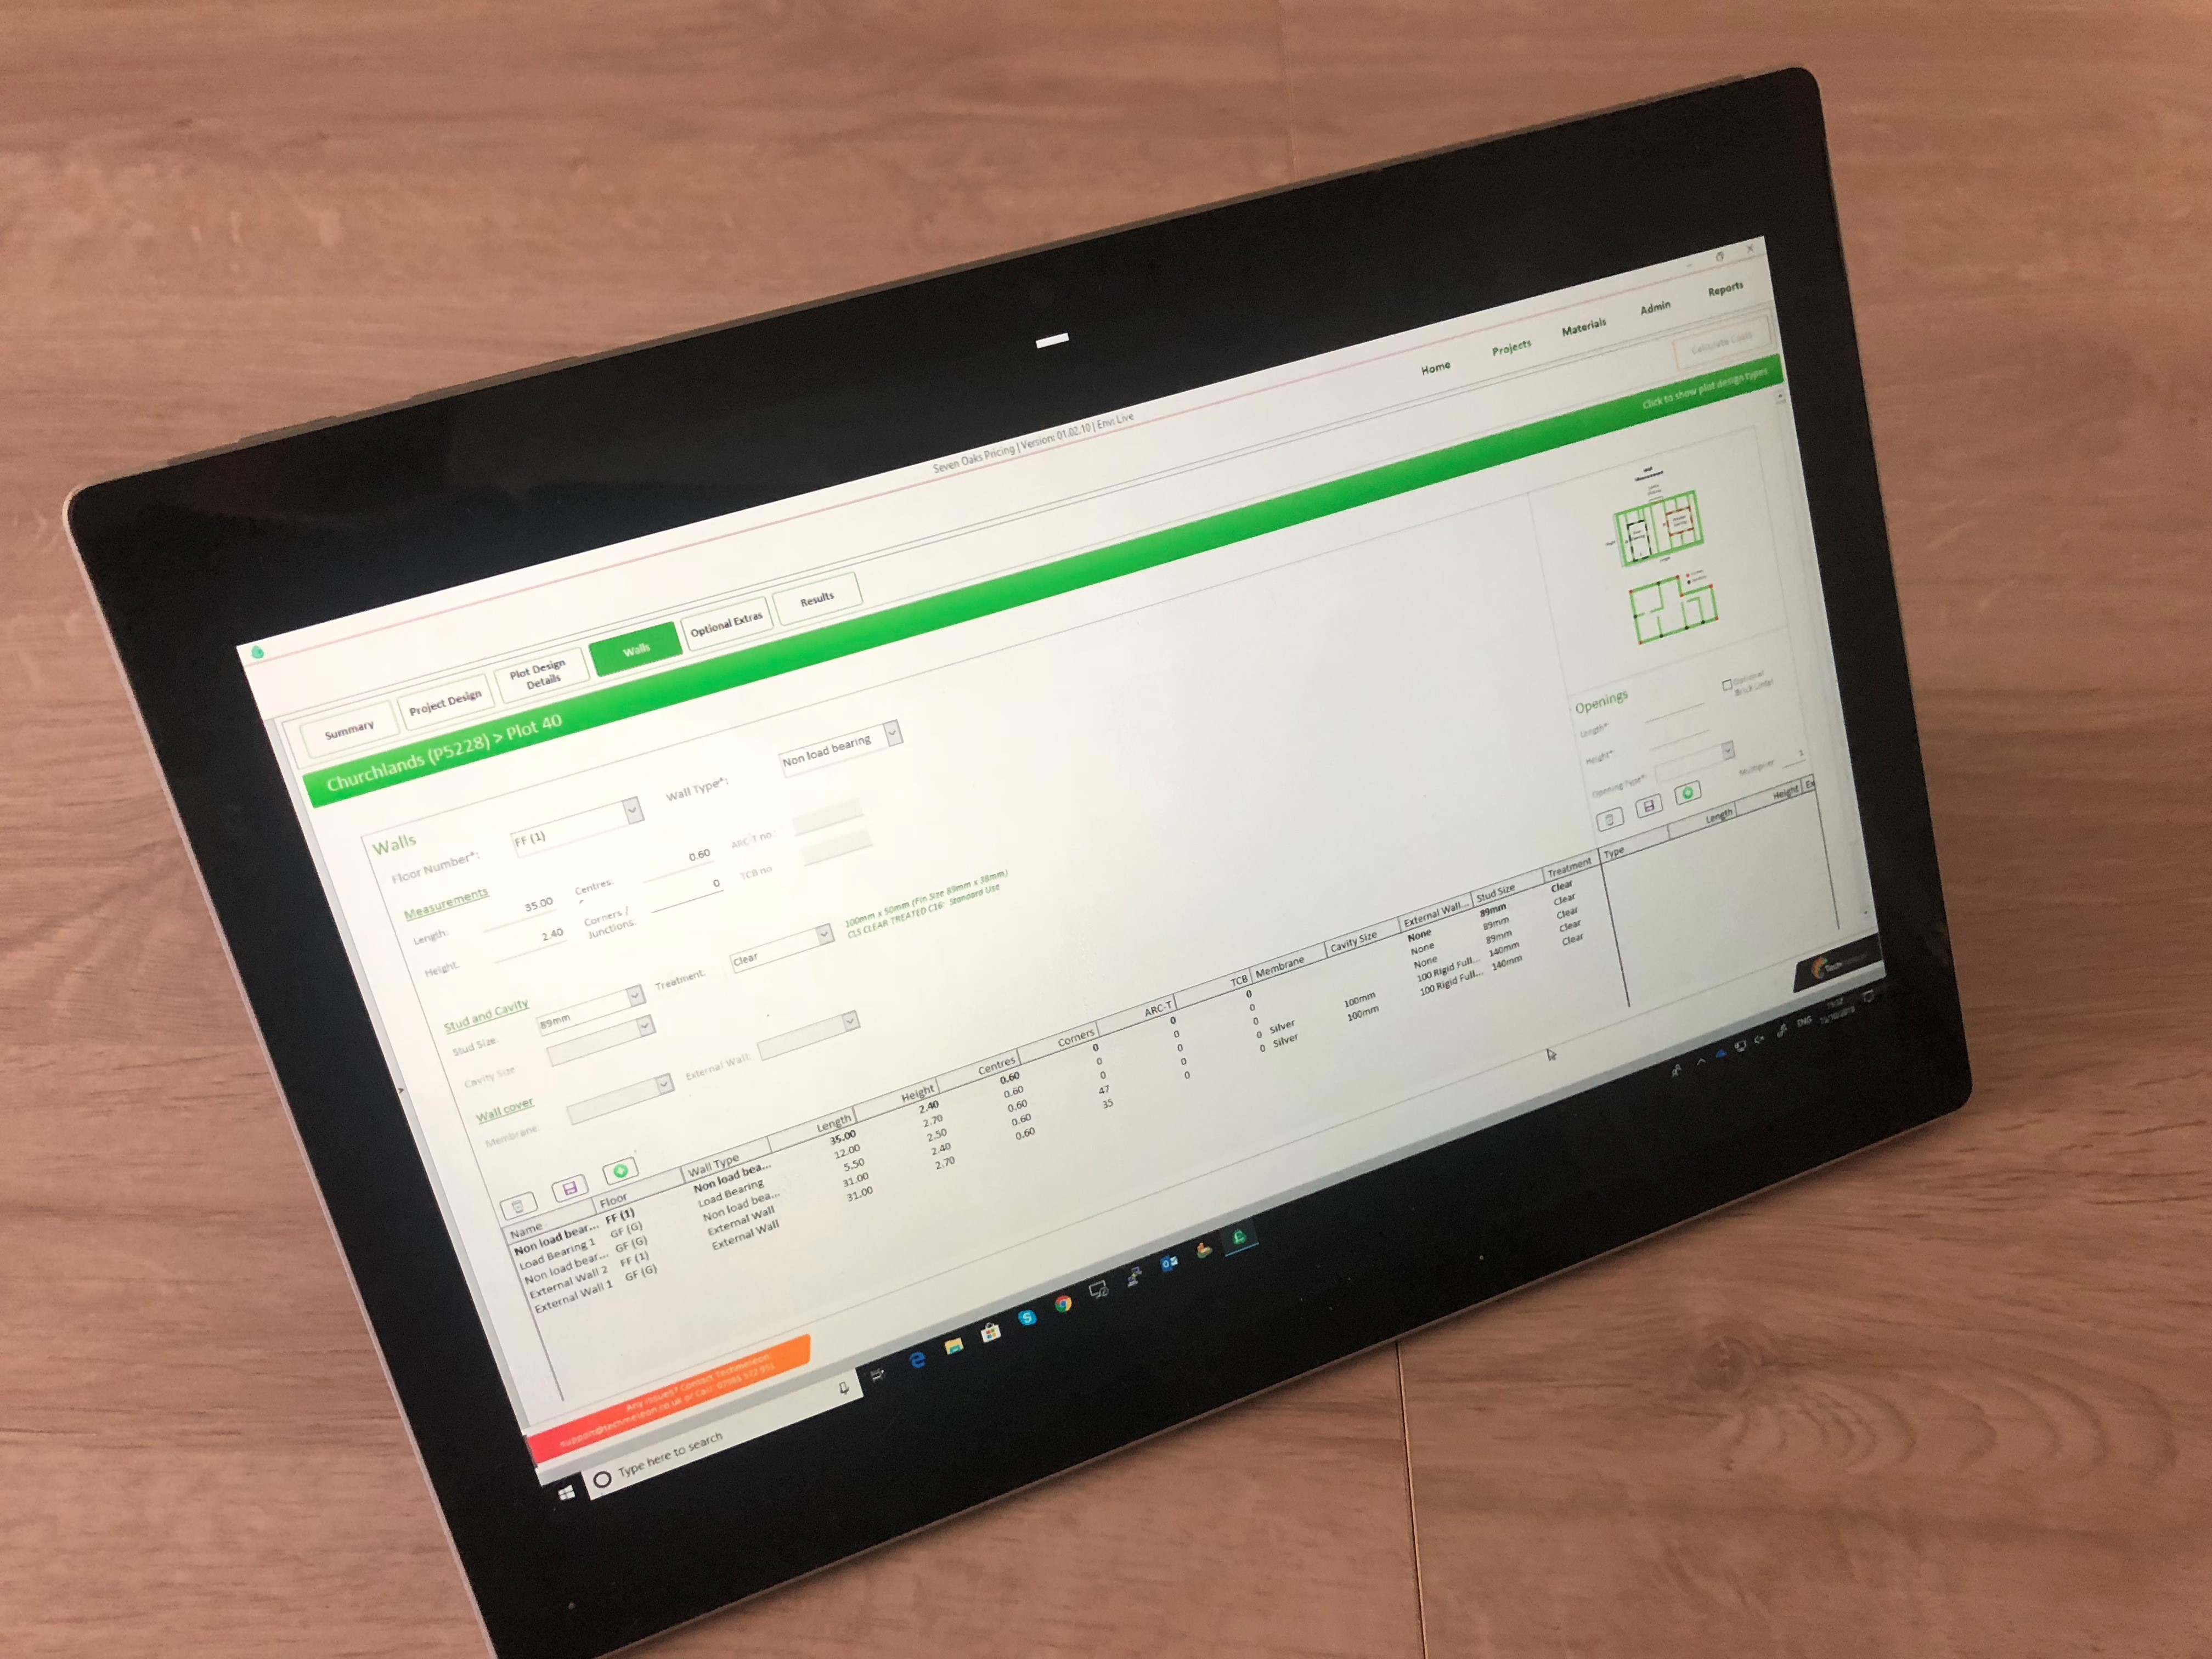 Seven Oaks Pricing | Version: 01.02.10 | Env: Live
Home Projects Materials Admin Reports
Calculate Costs
Summary
Project Design
Plot Design
Details
Walls
Optional Extras
Results
Churchlands (P5228) > Plot 40
Click to show plot design types
Walls
Floor Number*: FF (1) Wall Type*: Non load bearing
Measurements
Length: 35.00 Centres: 0.60 ARC-T no :
Height: 2.40 Corners /
Junctions: 0 TCB no
Stud and Cavity
Stud Size: 89mm Treatment: Clear
100mm x 50mm (Fin Size 89mm x 38mm)
CLS CLEAR TREATED C16: Standard Use
Cavity Size
Wall cover
Membrane: External Wall:
Openings
Optional
Brick Lintel
Length*
Height*
Opening Type* Multiplier 1
Type Length Height Ex
Name Floor Wall Type Length Height Centres Corners ARC-T TCB Membrane Cavity Size External Wall... Stud Size Treatment
Non load bear... FF (1) Non load bea... 35.00 2.40 0.60 0 0 0 None 89mm Clear
Load Bearing 1 GF (G) Load Bearing 12.00 2.70 0.60 0 0 0 None 89mm Clear
Non load bear... GF (G) Non load bea... 5.50 2.50 0.60 0 0 0 None 89mm Clear
External Wall 2 FF (1) External Wall 31.00 2.40 0.60 47 0 0 Silver 100mm 100 Rigid Full... 140mm Clear
External Wall 1 GF (G) External Wall 31.00 2.70 0.60 35 0 0 Silver 100mm 100 Rigid Full... 140mm Clear
Any issues? Contact Techmeleon
support@techmeleon.co.uk or Call: 07985 572 951
Type here to search
ENG